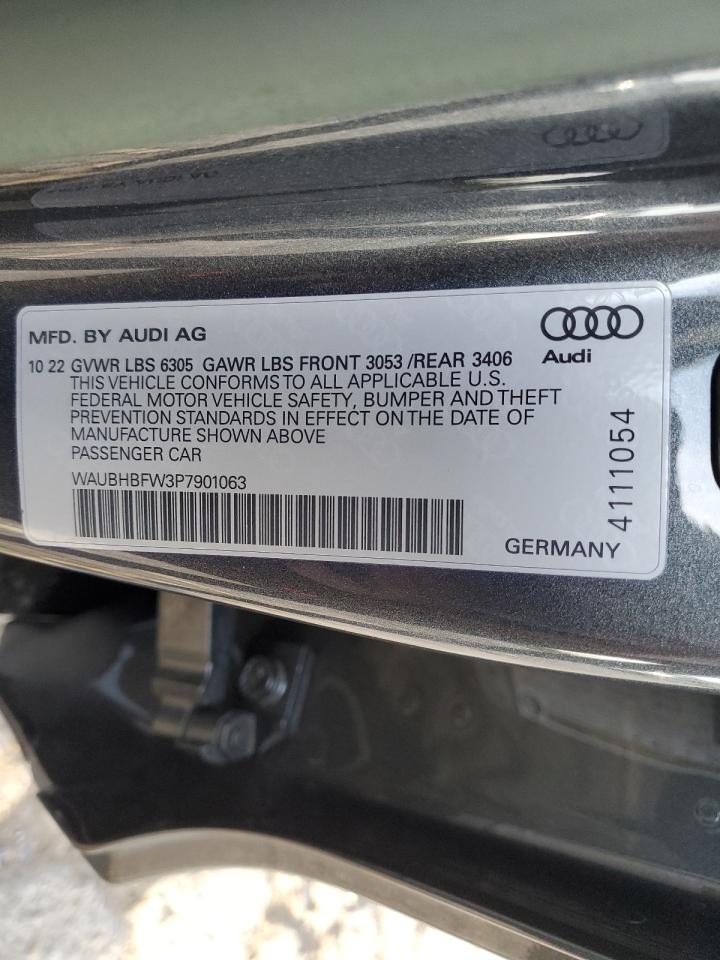 MFD. BY AUDI AG
Audi
10 22 GVWR LBS 6305 GAWR LBS FRONT 3053 /REAR 3406
THIS VEHICLE CONFORMS TO ALL APPLICABLE U.S.
FEDERAL MOTOR VEHICLE SAFETY, BUMPER AND THEFT
PREVENTION STANDARDS IN EFFECT ON THE DATE OF
MANUFACTURE SHOWN ABOVE
PASSENGER CAR
WAUBHBFW3P7901063
GERMANY
4111054